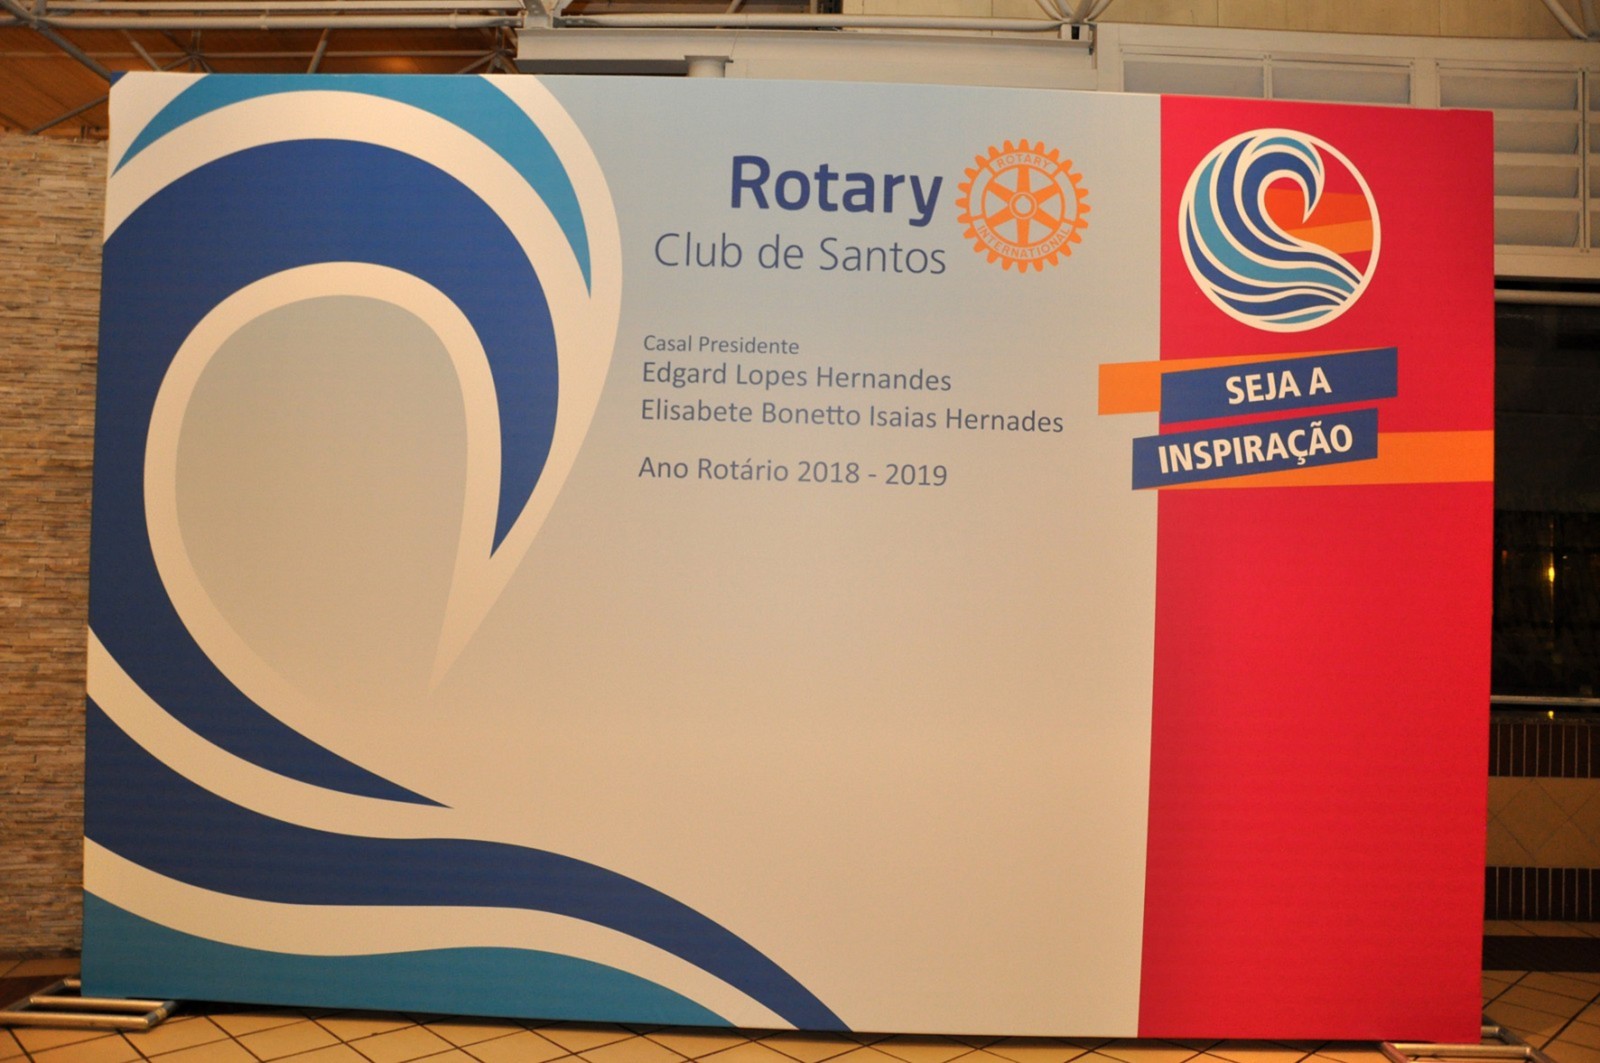 Rotary
Club de Santos
ROTARY
INTERNATIONAL
Casal Presidente
Edgard Lopes Hernandes
Elisabete Bonetto Isaias Hernades
Ano Rotário 2018 - 2019
SEJA A
INSPIRAÇÃO